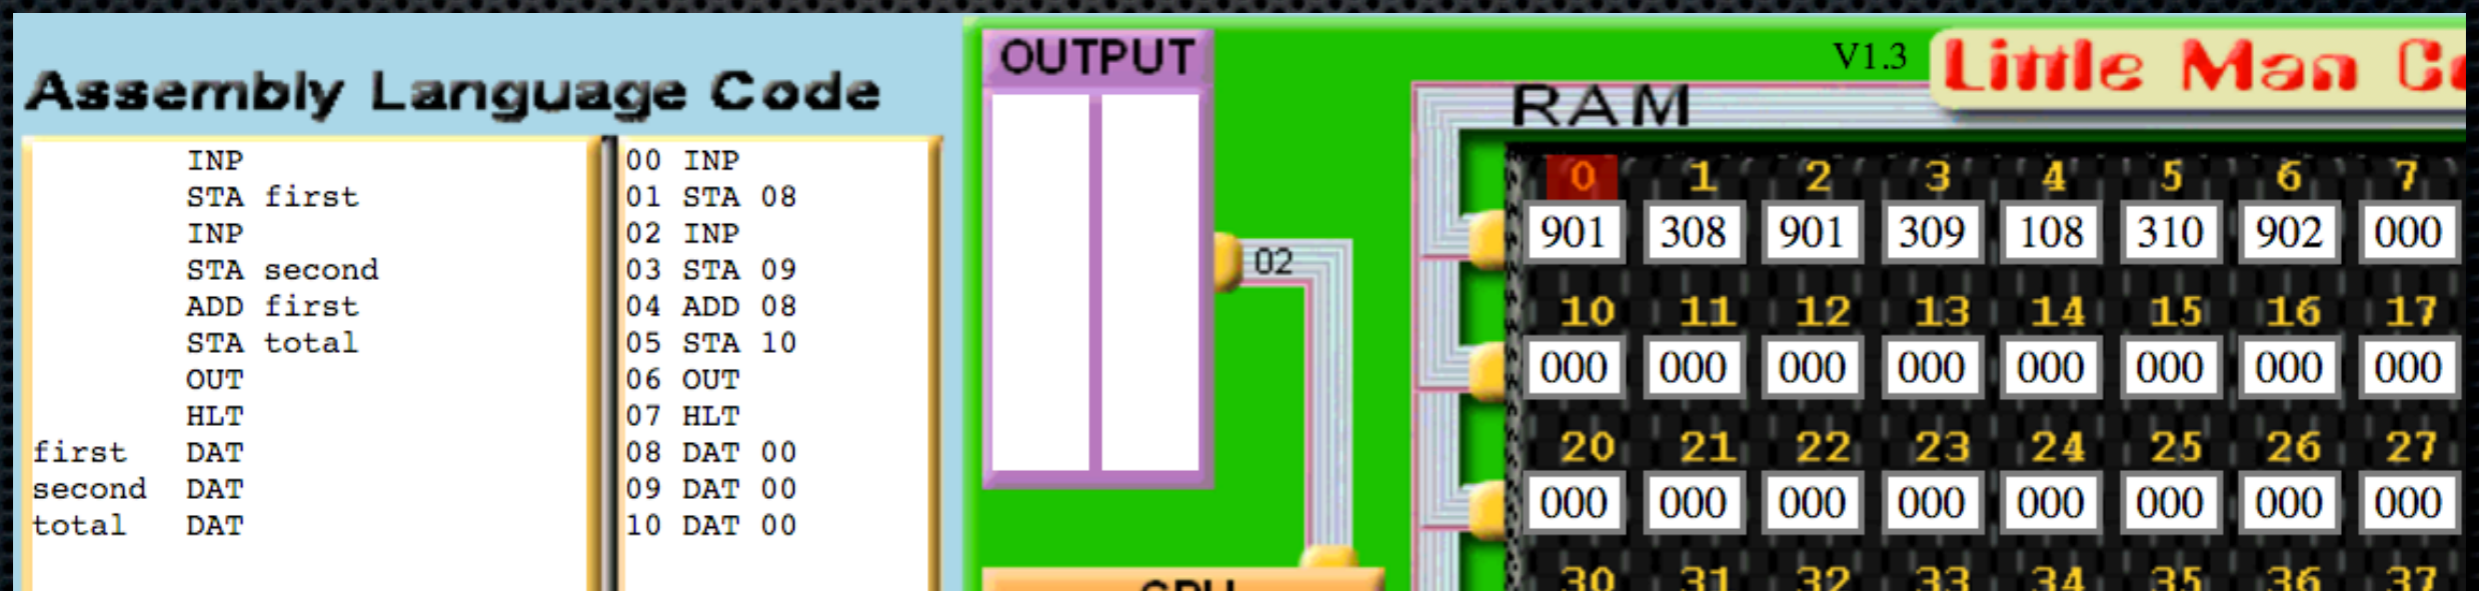 Assembly Language Code
INP
STA first
INP
STA second
ADD first
STA total
OUT
HLT
first DAT
second DAT
total DAT
00 INP
01 STA 08
02 INP
03 STA 09
04 ADD 08
05 STA 10
06 OUT
07 HLT
08 DAT 00
09 DAT 00
10 DAT 00
OUTPUT
02
CPU
V1.3
Little Man
RAM
0 1 2 3 4 5 6 7
901 308 901 309 108 310 902 000
10 11 12 13 14 15 16 17
000 000 000 000 000 000 000 000
20 21 22 23 24 25 26 27
000 000 000 000 000 000 000 000
30 31 32 33 34 35 36 37